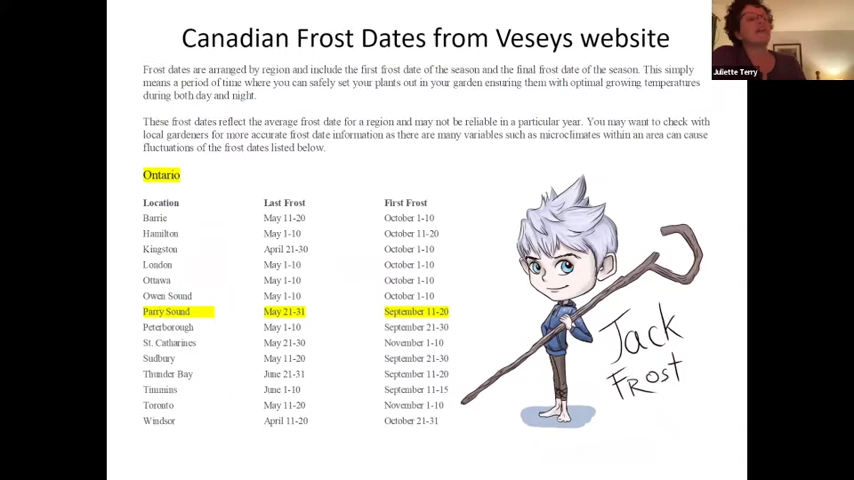 Canadian Frost Dates from Veseys website
Juliette Terry
Frost dates are arranged by region and include the first frost date of the season and the final frost date of the season. This simply
means a period of time where you can safely set your plants out in your garden ensuring them with optimal growing temperatures
during both day and night.
These frost dates reflect the average frost date for a region and may not be reliable in a particular year. You may want to check with
local gardeners for more accurate frost date information as there are many variables such as microclimates within an area can cause
fluctuations of the frost dates listed below.
Ontario
Location Last Frost First Frost
Barrie May 11-20 October 1-10
Hamilton May 1-10 October 11-20
Kingston April 21-30 October 1-10
London May 1-10 October 1-10
Ottawa May 1-10 October 1-10
Owen Sound May 1-10 October 1-10
Parry Sound May 21-31 September 11-20
Peterborough May 1-10 September 21-30
St. Catharines May 21-30 November 1-10
Sudbury May 11-20 September 21-30
Thunder Bay June 21-31 September 11-20
Timmins June 1-10 September 11-15
Toronto May 11-20 November 1-10
Windsor April 11-20 October 21-31
Jack
Frost